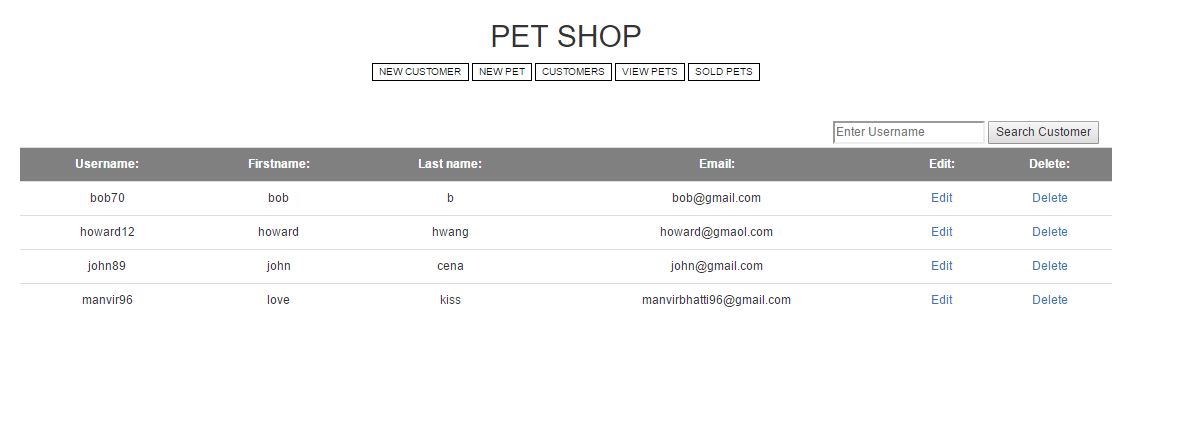 PET SHOP
NEW CUSTOMER NEW PET CUSTOMERS VIEW PETS SOLD PETS
Enter Username Search Customer
Username: Firstname: Last name: Email: Edit: Delete:
bob70 bob b bob@gmail.com Edit Delete
howard12 howard hwang howard@gmaol.com Edit Delete
john89 john cena john@gmail.com Edit Delete
manvir96 love kiss manvirbhatti96@gmail.com Edit Delete